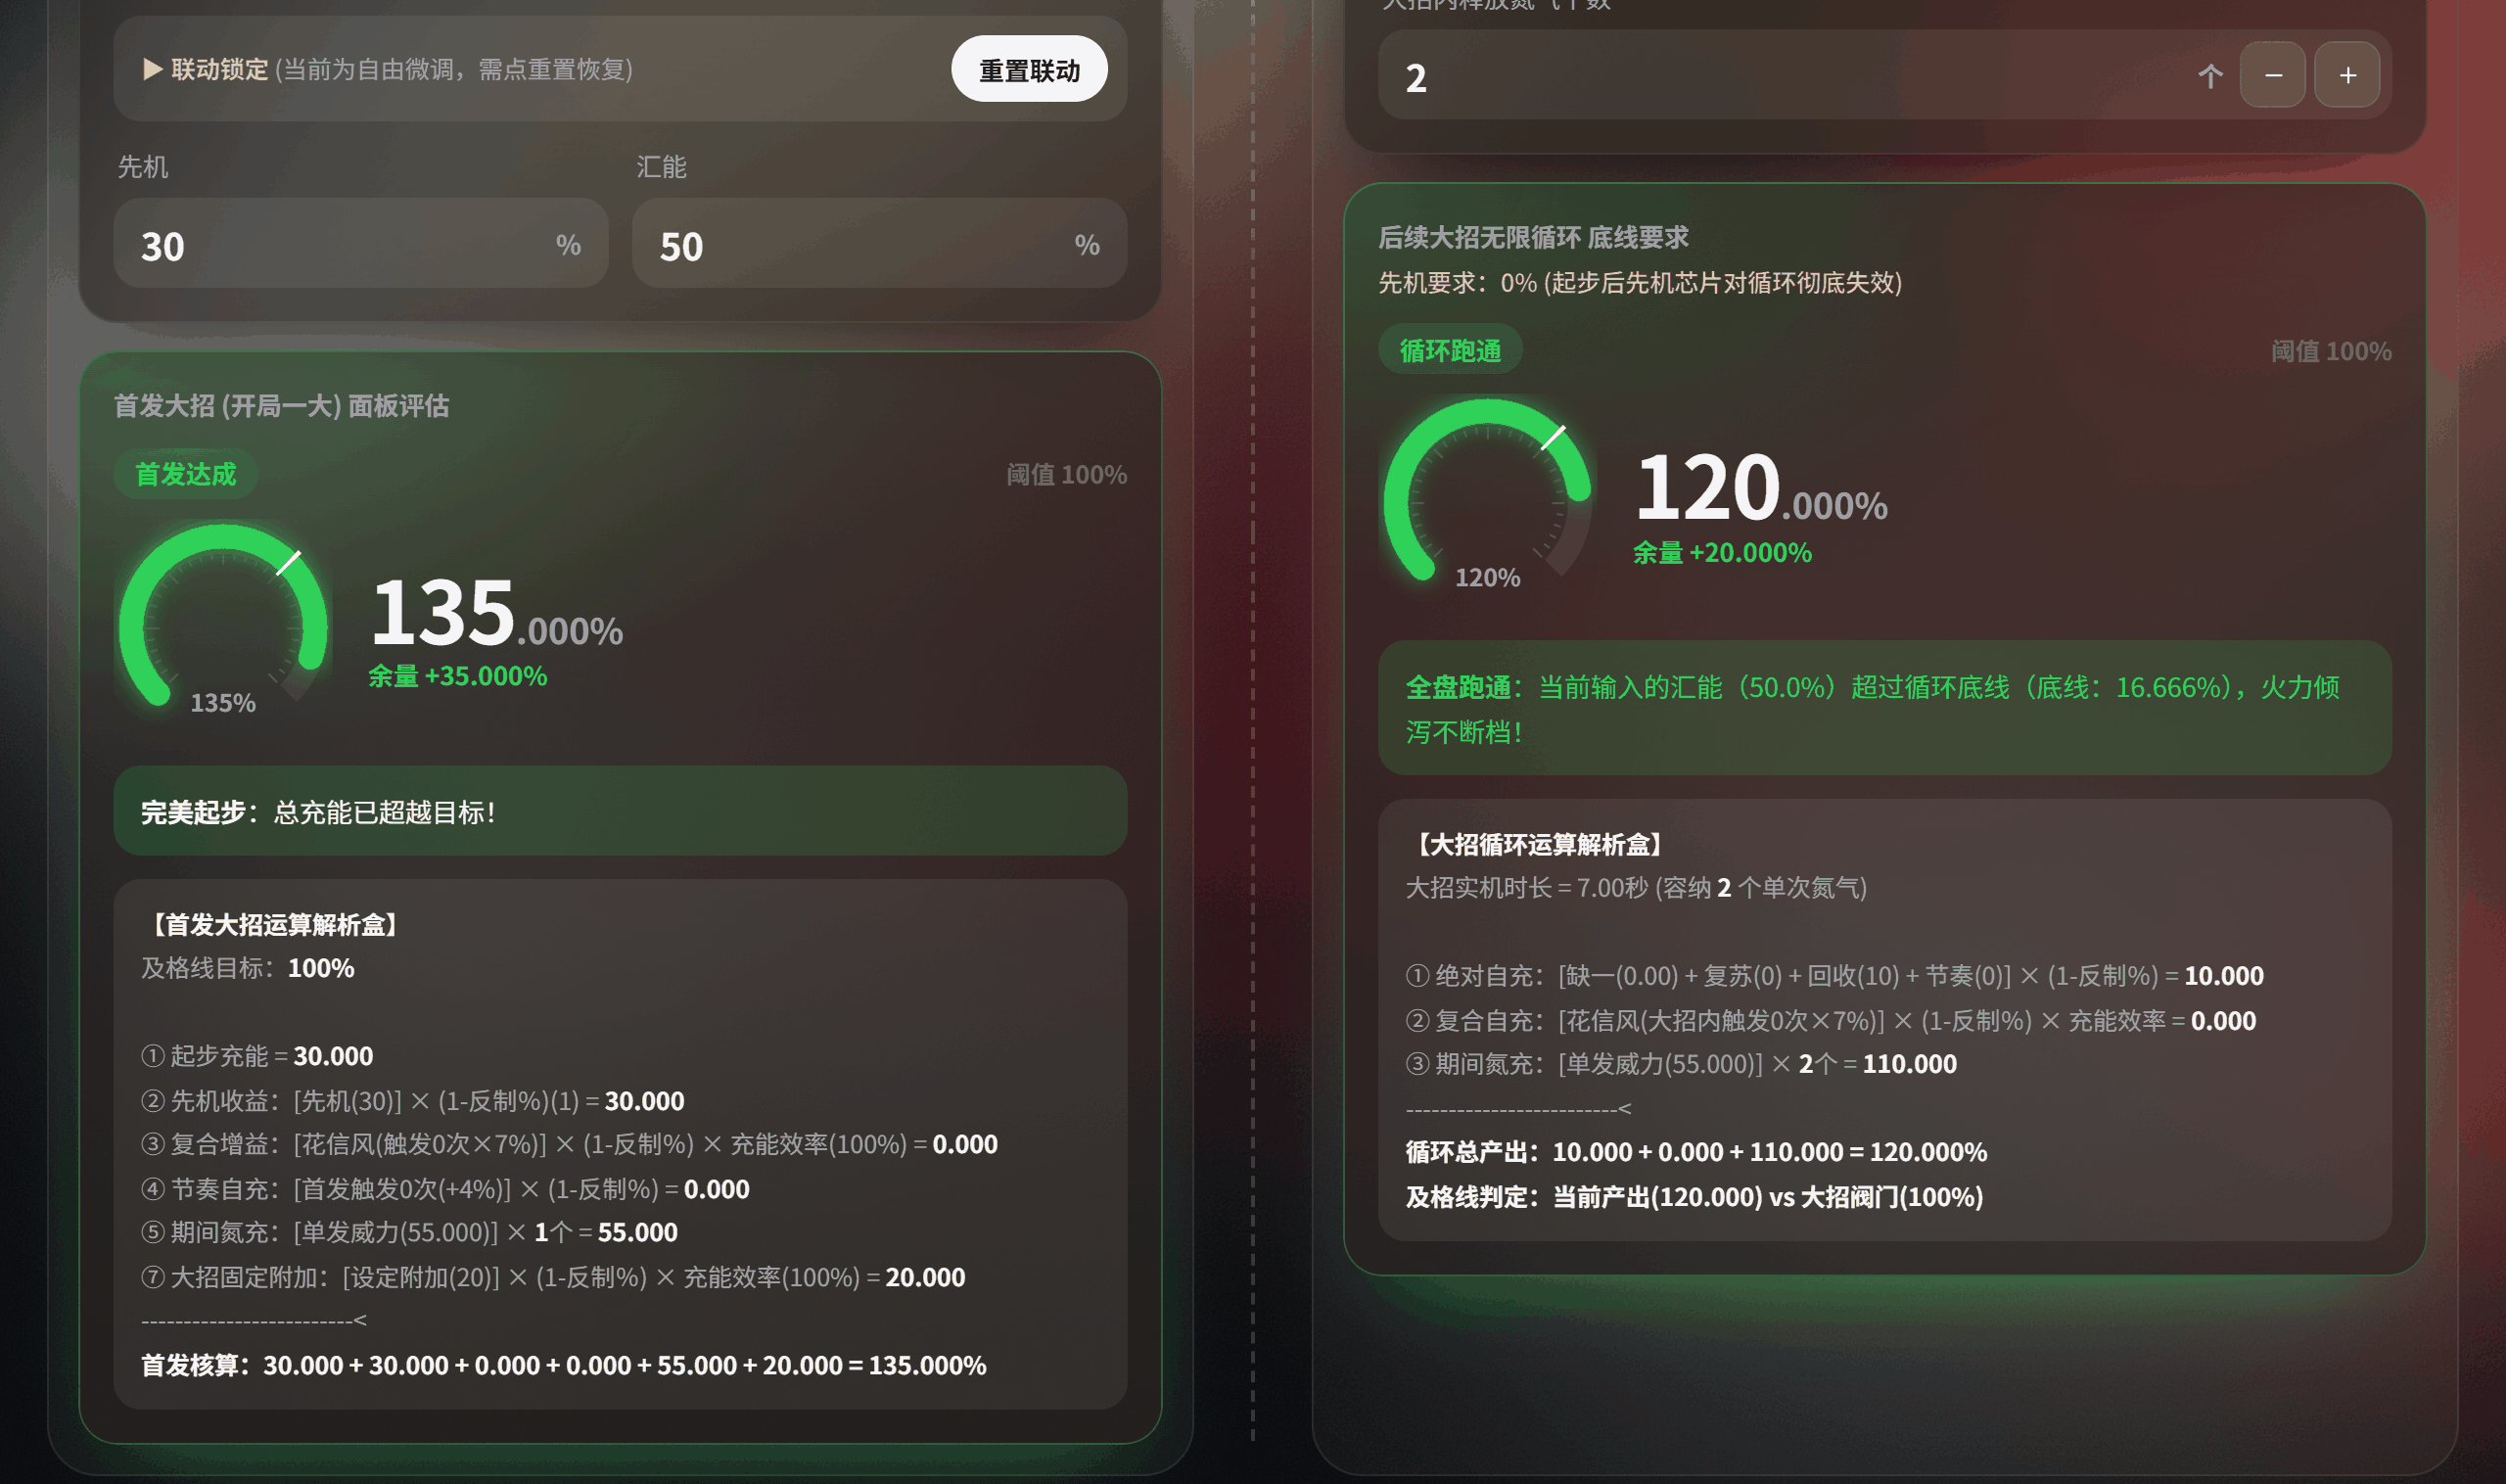 ▶ 联动锁定 (当前为自由微调，需点重置恢复)
重置联动
先机
汇能
30 %
50 %
首发大招 (开局一大) 面板评估
首发达成
阈值 100%
135%
135.000%
余量 +35.000%
完美起步：总充能已超越目标！
【首发大招运算解析盒】
及格线目标：100%
① 起步充能 = 30.000
② 先机收益：[先机(30)] × (1-反制%)(1) = 30.000
③ 复合增益：[花信风(触发0次×7%)] × (1-反制%) × 充能效率(100%) = 0.000
④ 节奏自充：[首发触发0次(+4%)] × (1-反制%) = 0.000
⑤ 期间氮充：[单发威力(55.000)] × 1个 = 55.000
⑦ 大招固定附加：[设定附加(20)] × (1-反制%) × 充能效率(100%) = 20.000
-------------------------<
首发核算：30.000 + 30.000 + 0.000 + 0.000 + 55.000 + 20.000 = 135.000%
大招内释放氮气个数
2 个 − +
后续大招无限循环 底线要求
先机要求：0% (起步后先机芯片对循环彻底失效)
循环跑通
阈值 100%
120%
120.000%
余量 +20.000%
全盘跑通：当前输入的汇能（50.0%）超过循环底线（底线：16.666%），火力倾
泻不断档！
【大招循环运算解析盒】
大招实机时长 = 7.00秒 (容纳 2 个单次氮气)
① 绝对自充：[缺一(0.00) + 复苏(0) + 回收(10) + 节奏(0)] × (1-反制%) = 10.000
② 复合自充：[花信风(大招内触发0次×7%)] × (1-反制%) × 充能效率 = 0.000
③ 期间氮充：[单发威力(55.000)] × 2个 = 110.000
-------------------------<
循环总产出：10.000 + 0.000 + 110.000 = 120.000%
及格线判定：当前产出(120.000) vs 大招阀门(100%)